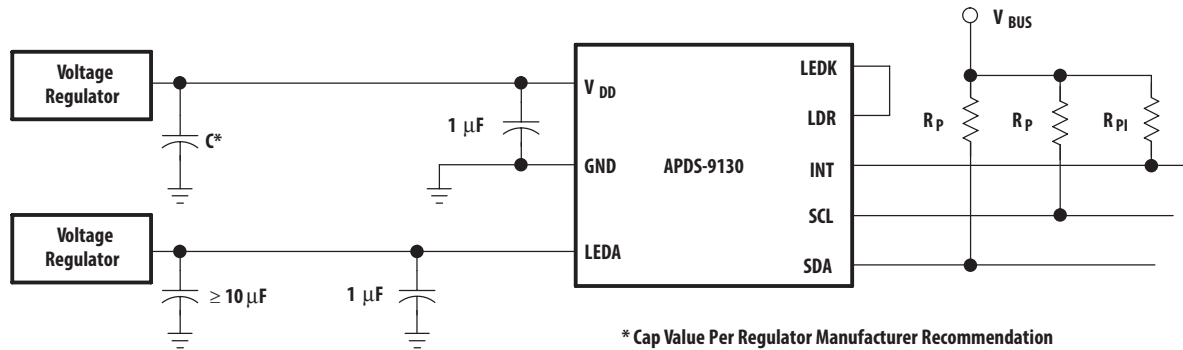 V BUS
Voltage
Regulator
C*
1 µF
V DD
GND
LEDA
APDS-9130
LEDK
LDR
INT
SCL
SDA
R P
R P
R PI
Voltage
Regulator
≥ 10 µF
1 µF
* Cap Value Per Regulator Manufacturer Recommendation